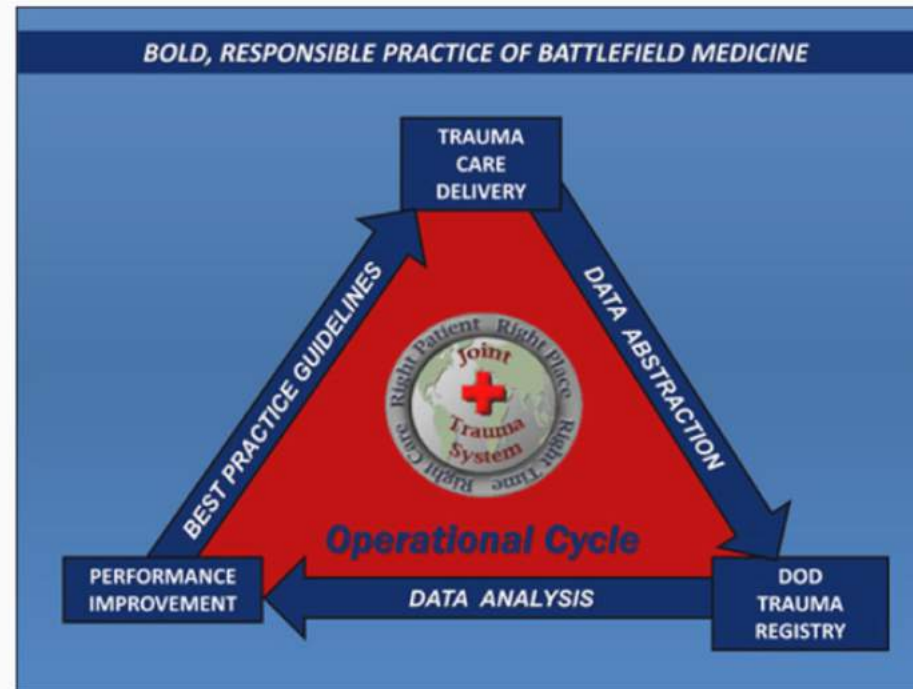 BOLD, RESPONSIBLE PRACTICE OF BATTLEFIELD MEDICINE
TRAUMA
CARE
DELIVERY
BEST PRACTICE GUIDELINES
DATA ABSTRACTION
Right Patient Right Place Right Time Right Care
Joint
Trauma
System
Operational Cycle
PERFORMANCE
IMPROVEMENT
DATA ANALYSIS
DOD
TRAUMA
REGISTRY